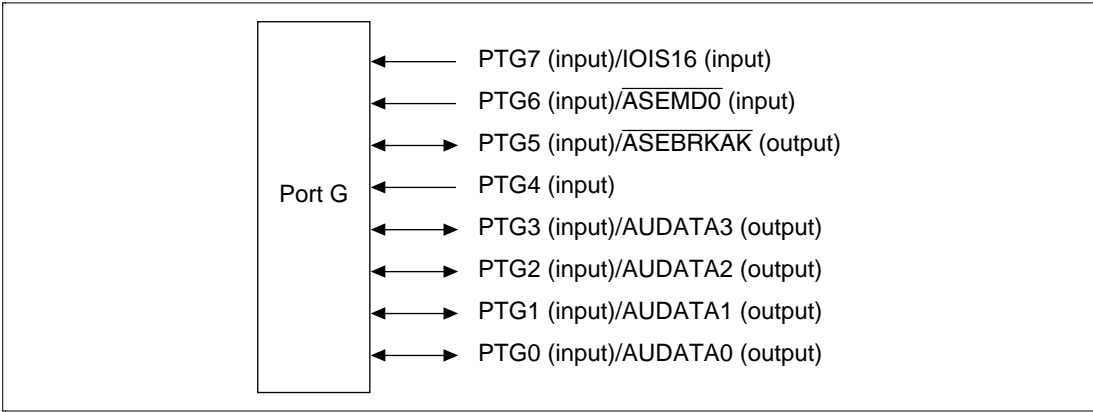 PTG7 (input)/IOIS16 (input)
PTG6 (input)/ASEMD0 (input)
PTG5 (input)/ASEBRKAK (output)
Port G
PTG4 (input)
PTG3 (input)/AUDATA3 (output)
PTG2 (input)/AUDATA2 (output)
PTG1 (input)/AUDATA1 (output)
PTG0 (input)/AUDATA0 (output)